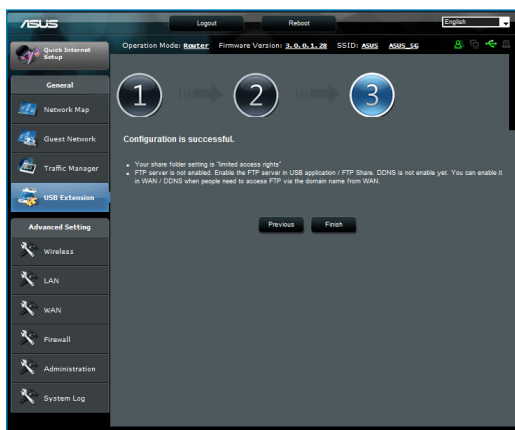 ASUS
Logout
Reboot
English
Quick Internet
Setup
Operation Mode: Router Firmware Version: 3.0.0.1.28 SSID: ASUS ASUS_5G
General
Network Map
Guest Network
Traffic Manager
USB Extension
Advanced Setting
Wireless
LAN
WAN
Firewall
Administration
System Log
1
2
3
Configuration is successful.
Your share folder setting is "limited access rights"
FTP server is not enabled. Enable the FTP server in USB application / FTP Share. DDNS is not enable yet. You can enable it
in WAN / DDNS when people need to access FTP via the domain name from WAN.
Previous
Finish